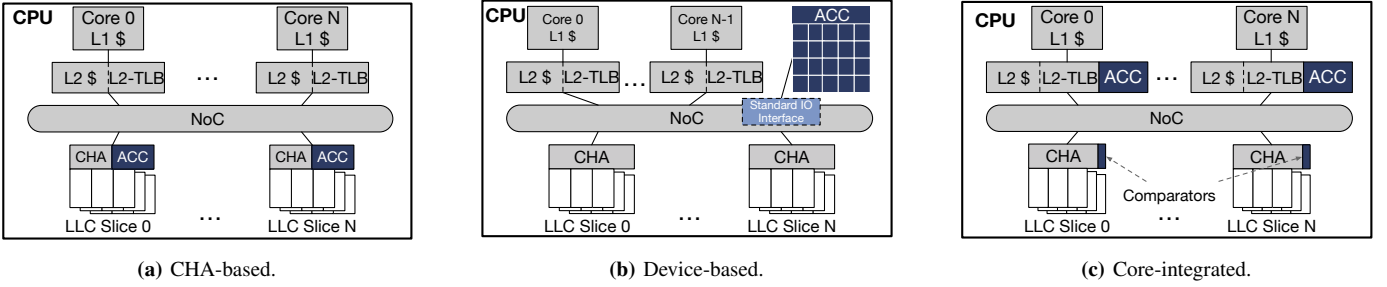 CPU
Core 0
L1 $
Core N
L1 $
L2 $ L2-TLB
...
L2 $ L2-TLB
NoC
CHA ACC
CHA ACC
...
LLC Slice 0
LLC Slice N
(a) CHA-based.
CPU
Core 0
L1 $
Core N-1
L1 $
ACC
L2 $ L2-TLB
...
L2 $ L2-TLB
Standard IO
Interface
NoC
CHA
CHA
...
LLC Slice 0
LLC Slice N
(b) Device-based.
CPU
Core 0
L1 $
Core N
L1 $
L2 $ L2-TLB ACC
...
L2 $ L2-TLB ACC
NoC
CHA
CHA
Comparators
...
LLC Slice 0
LLC Slice N
(c) Core-integrated.